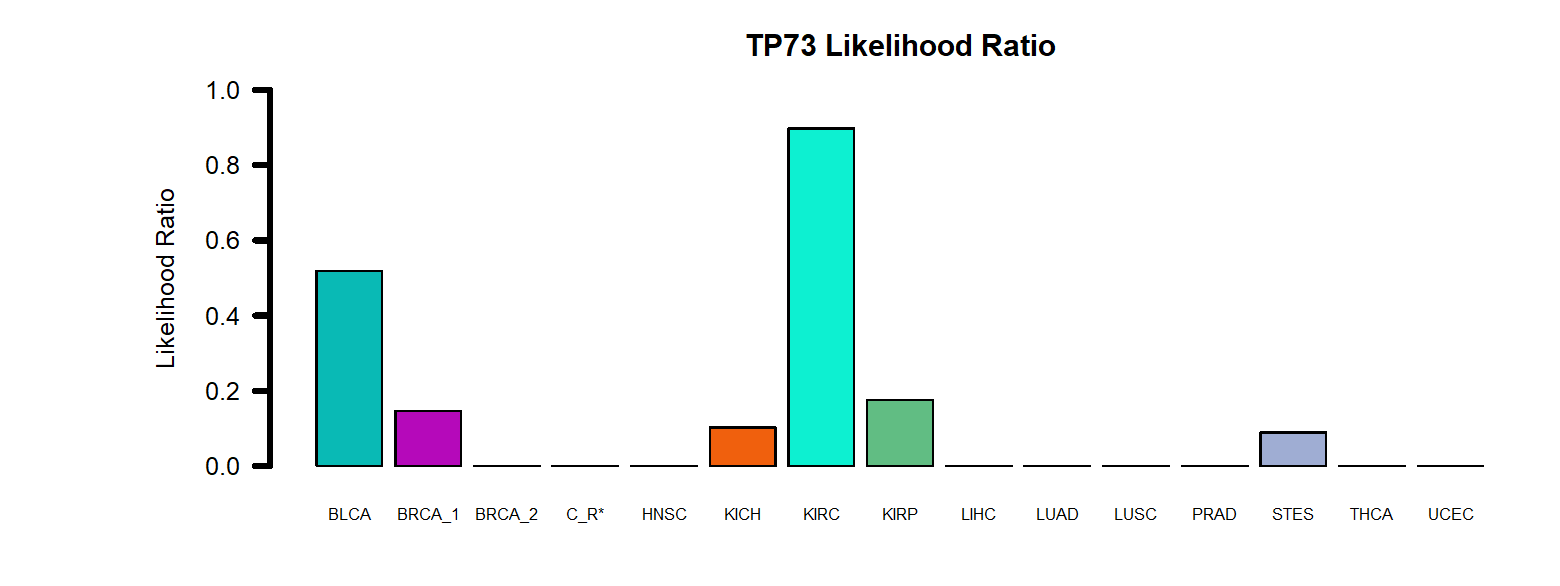 TP73 Likelihood Ratio
Likelihood Ratio
1.0
0.8
0.6
0.4
0.2
0.0
BLCA BRCA_1 BRCA_2 C_R* HNSC KICH KIRC KIRP LIHC LUAD LUSC PRAD STES THCA UCEC